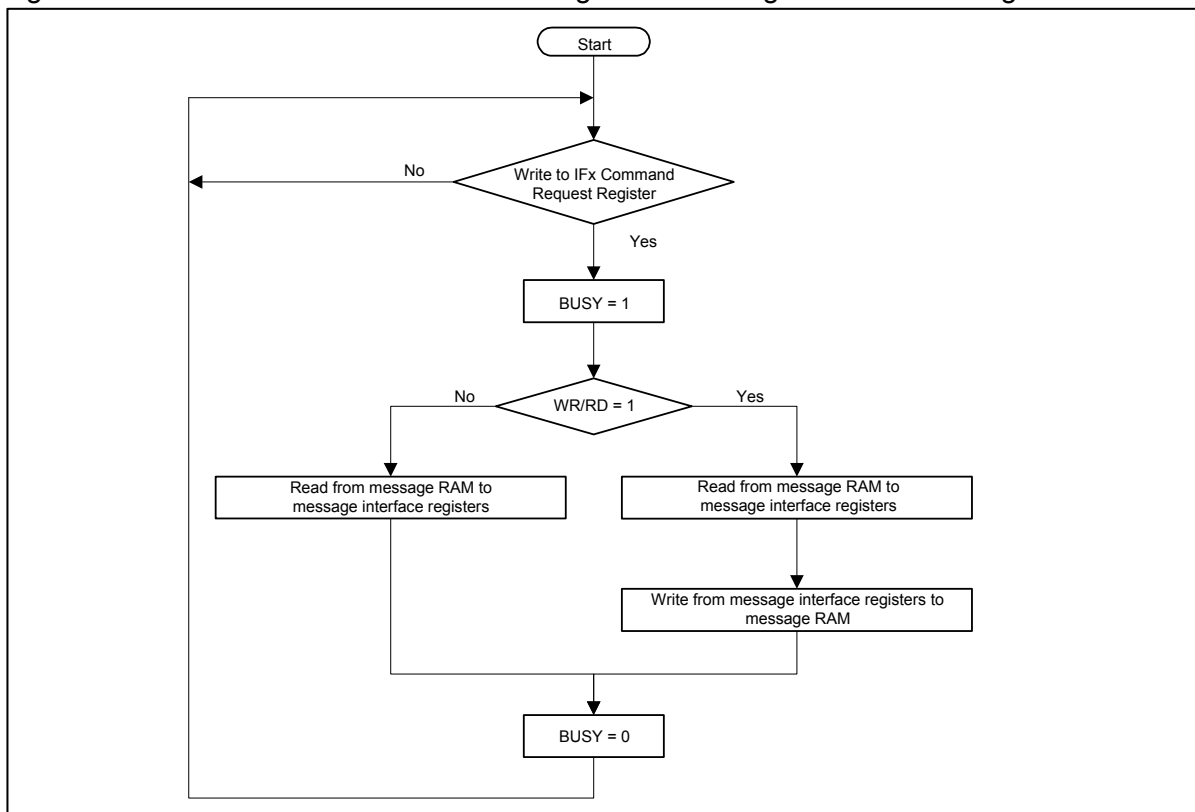 Start
No
Write to IFx Command
Request Register
Yes
BUSY = 1
No
WR/RD = 1
Yes
Read from message RAM to
message interface registers
Read from message RAM to
message interface registers
Write from message interface registers to
message RAM
BUSY = 0